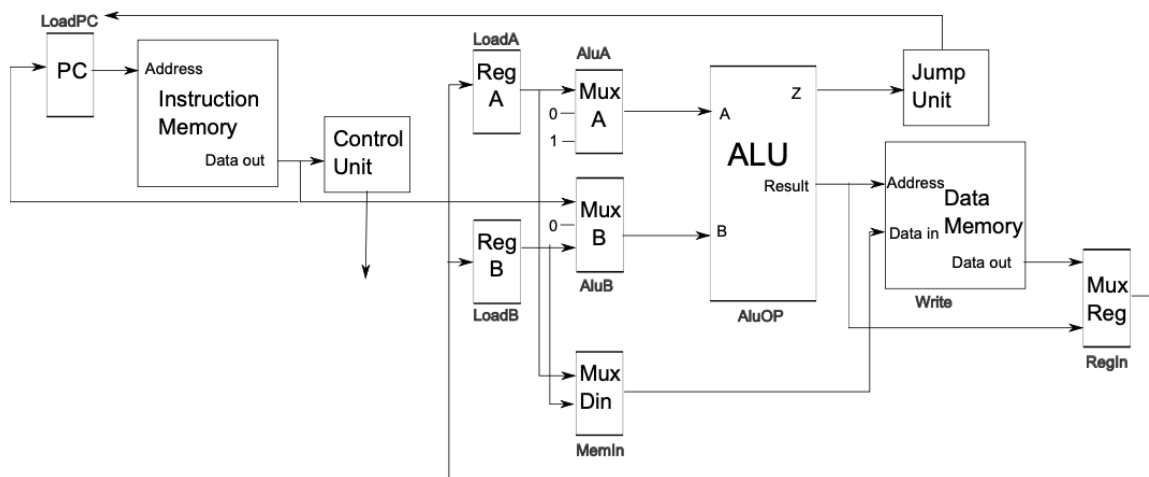 LoadPC
PC
Address
Instruction
Memory
Data out
Control
Unit
LoadA
Reg
A
AluA
Mux
A
0
1
Reg
B
LoadB
Mux
B
0
AluB
Mux
Din
MemIn
A
Z
ALU
Result
B
AluOP
Jump
Unit
Address
Data
Memory
Data in
Data out
Write
Mux
Reg
RegIn